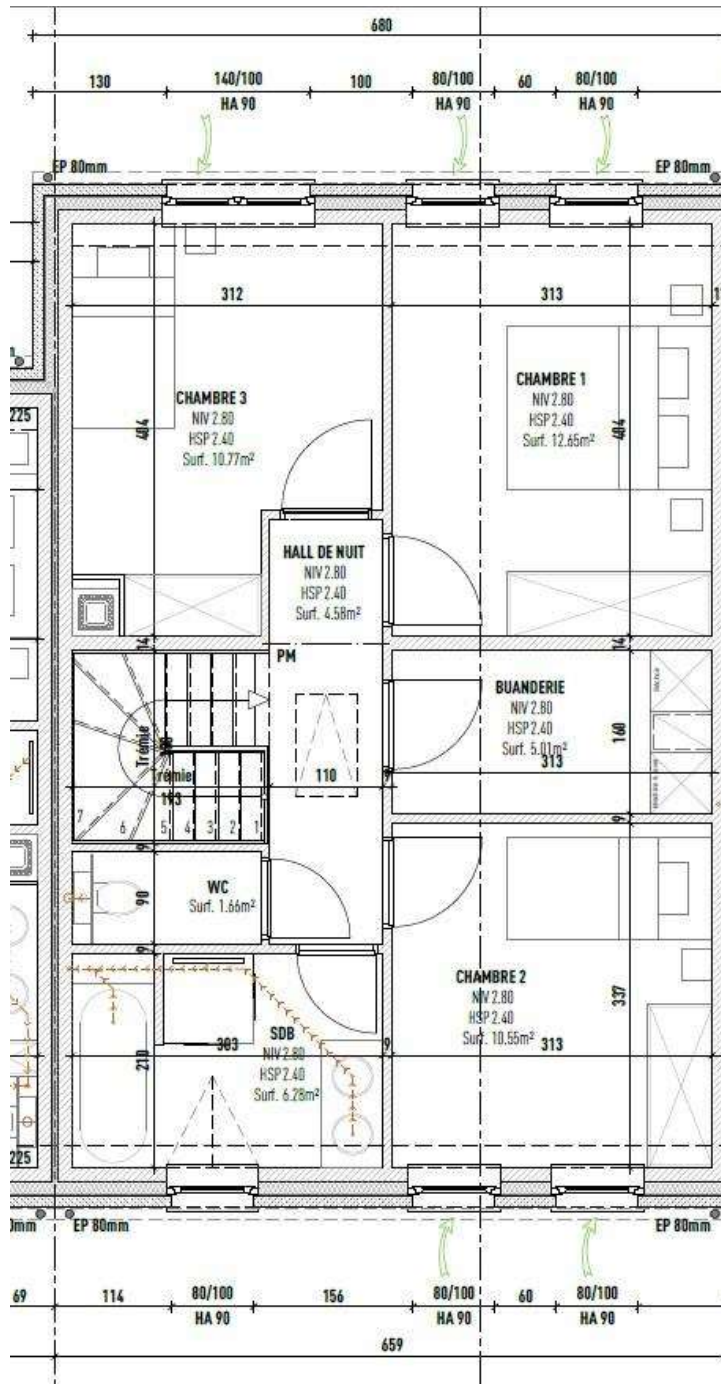 680
130
140/100
100
80/100
60
80/100
HA 90
HA 90
HA 90
EP 80mm
EP 80mm
312
313
225
CHAMBRE 3
NIV 2.80
HSP 2.40
Surf. 10.77m²
404
CHAMBRE 1
NIV 2.80
HSP 2.40
Surf. 12.65m²
404
HALL DE NUIT
NIV 2.80
HSP 2.40
Surf. 4.58m²
14
14
PM
BUANDERIE
NIV 2.80
HSP 2.40
Surf. 5.01m²
160
313
Trémie
Trémie
193
110
9
7
6
5
4
3
2
1
9
9
WC
Surf. 1.66m²
90
9
CHAMBRE 2
NIV 2.80
HSP 2.40
Surf. 10.55m²
337
313
SDB
NIV 2.80
HSP 2.40
Surf. 6.28m²
303
9
210
225
EP 80mm
EP 80mm
69
114
80/100
156
80/100
60
80/100
HA 90
HA 90
HA 90
659